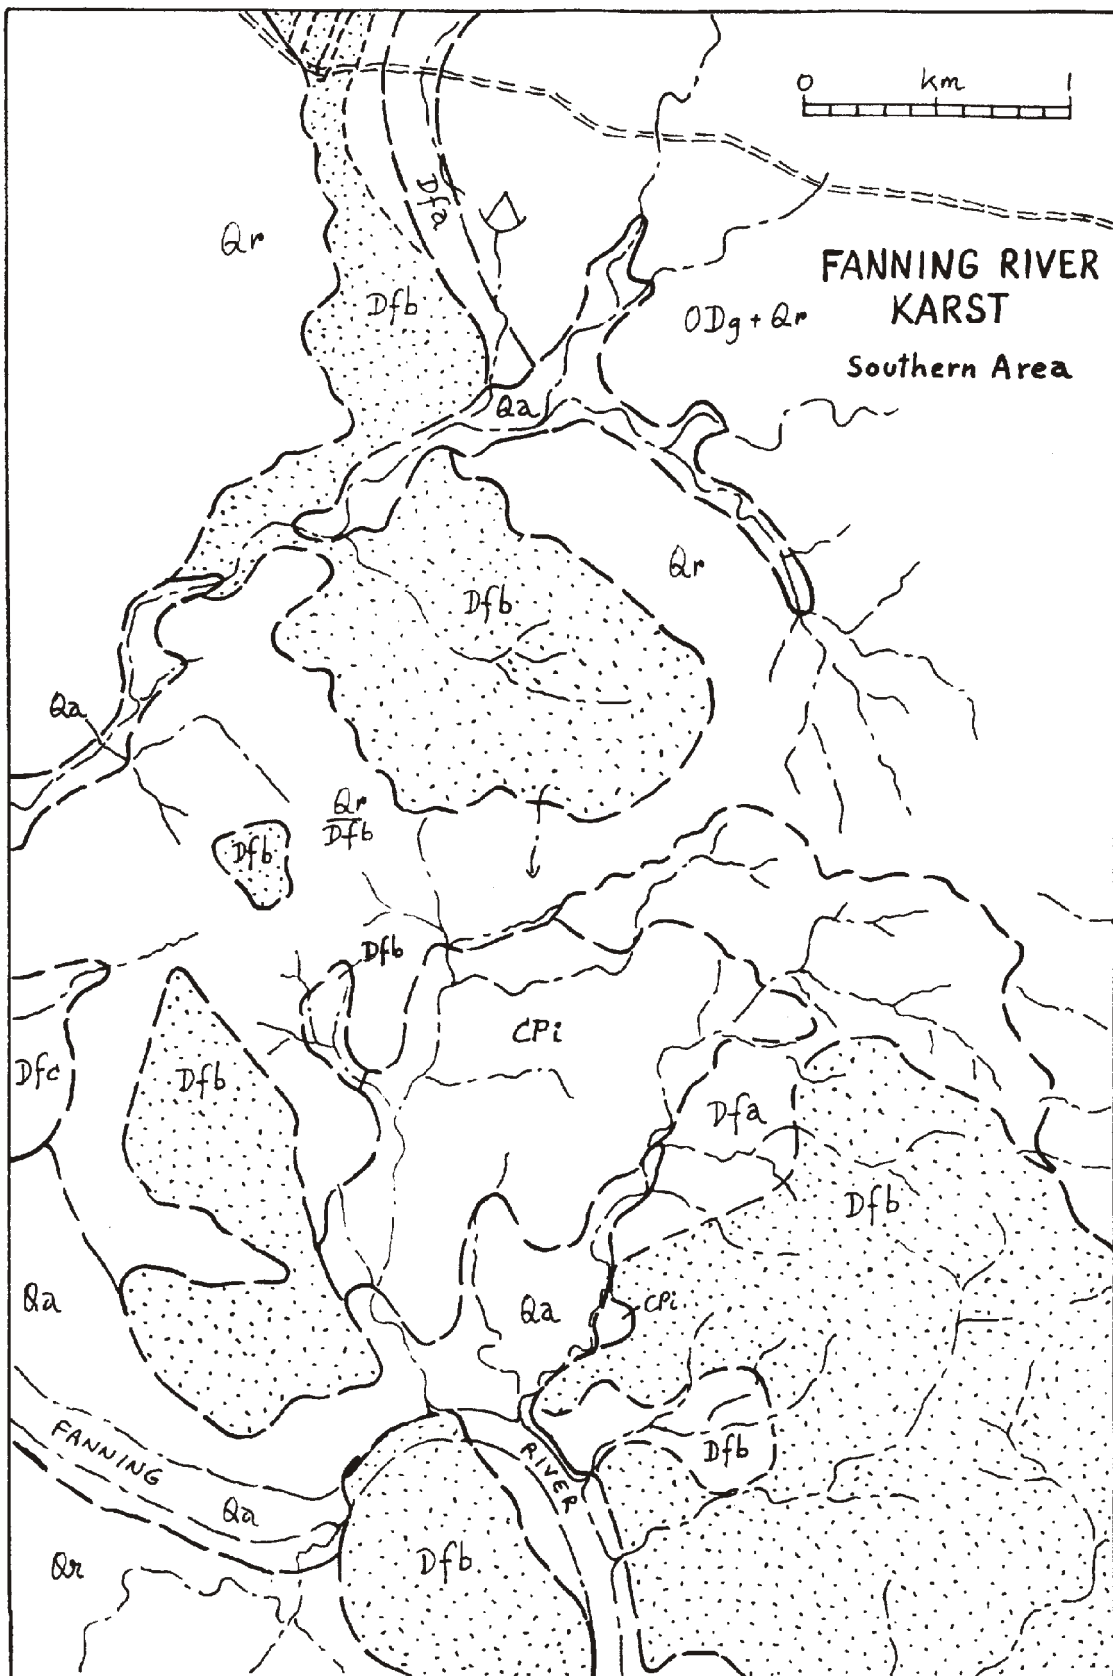 0 km 1
Dfa
Qr
FANNING RIVER
KARST
Dfb
ODg + Qr
Southern Area
Qa
Qr
Dfb
Qa
Qr
Dfb
Dfb
Dfb
CPi
Dfc
Dfb
Dfa
Dfb
Qa
Qa
CPi
FANNING
RIVER
Dfb
Qa
Dfb
Qr